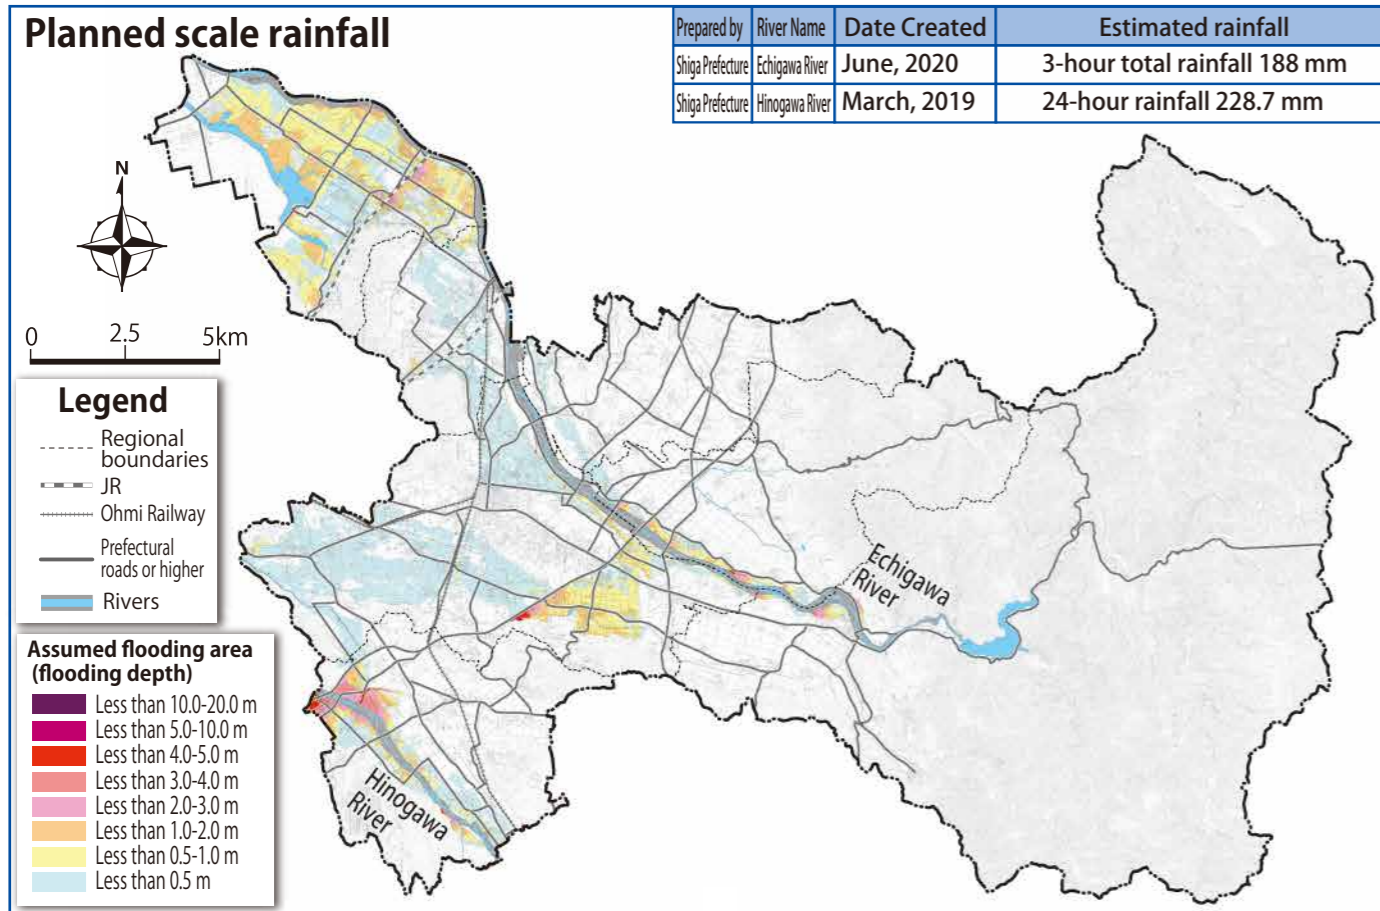 Planned scale rainfall
Prepared by River Name Date Created Estimated rainfall
Shiga Prefecture Echigawa River June, 2020 3-hour total rainfall 188 mm
Shiga Prefecture Hinogawa River March, 2019 24-hour rainfall 228.7 mm
N
0 2.5 5km
Legend
Regional
boundaries
JR
Ohmi Railway
Prefectural
roads or higher
Rivers
Assumed flooding area
(flooding depth)
Less than 10.0-20.0 m
Less than 5.0-10.0 m
Less than 4.0-5.0 m
Less than 3.0-4.0 m
Less than 2.0-3.0 m
Less than 1.0-2.0 m
Less than 0.5-1.0 m
Less than 0.5 m
Echigawa
River
Hinogawa
River